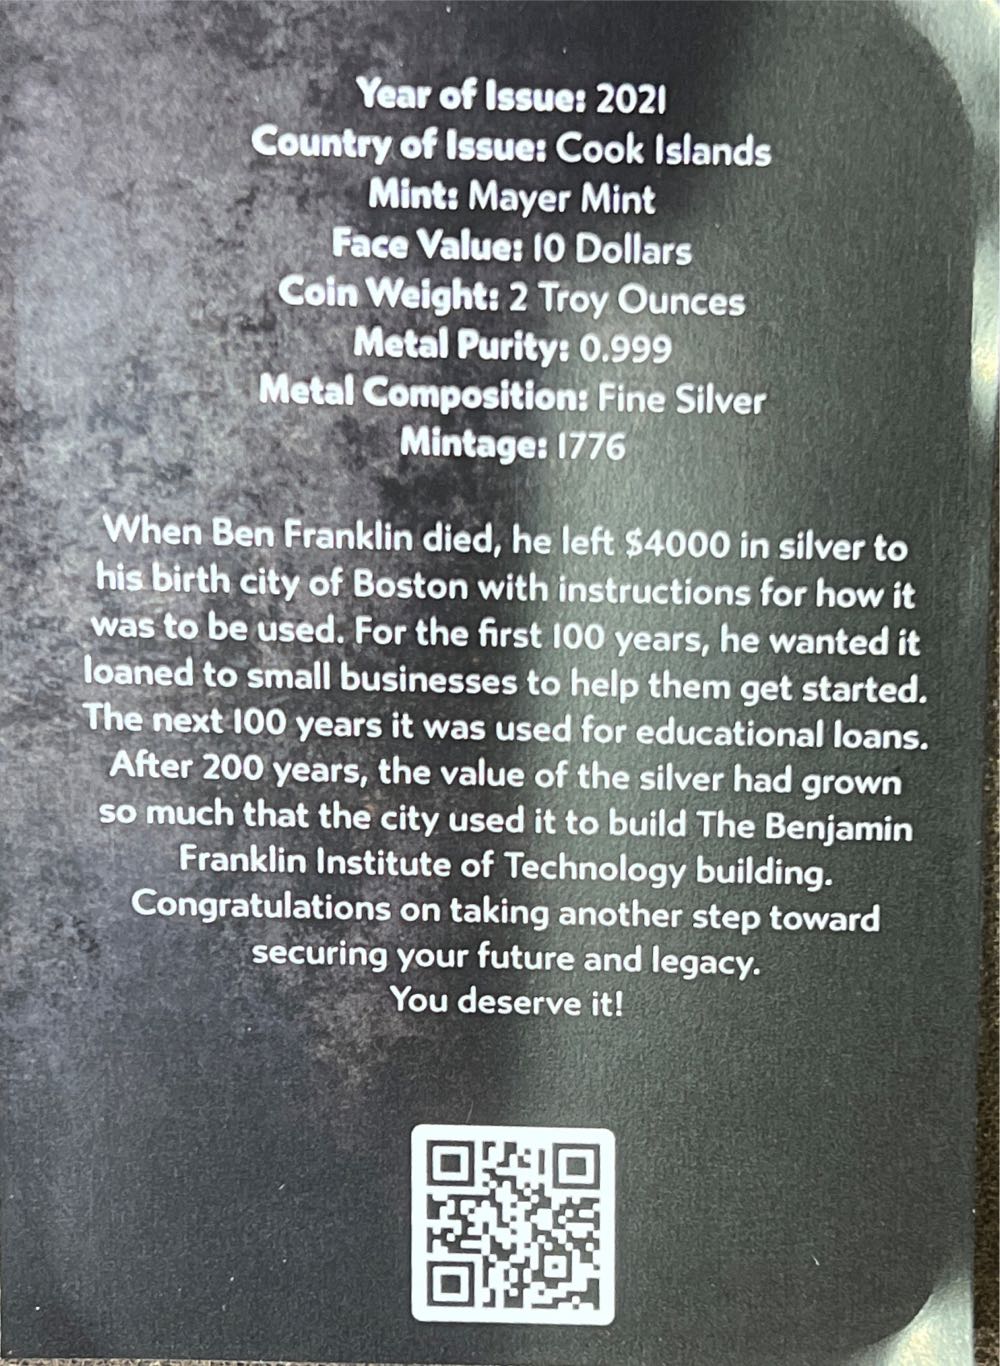 Year of Issue: 2021
Country of Issue: Cook Islands
Mint: Mayer Mint
Face Value: 10 Dollars
Coin Weight: 2 Troy Ounces
Metal Purity: 0.999
Metal Composition: Fine Silver
Mintage: 1776
When Ben Franklin died, he left $4000 in silver to
his birth city of Boston with instructions for how it
was to be used. For the first 100 years, he wanted it
loaned to small businesses to help them get started.
The next 100 years it was used for educational loans.
After 200 years, the value of the silver had grown
so much that the city used it to build The Benjamin
Franklin Institute of Technology building.
Congratulations on taking another step toward
securing your future and legacy.
You deserve it!